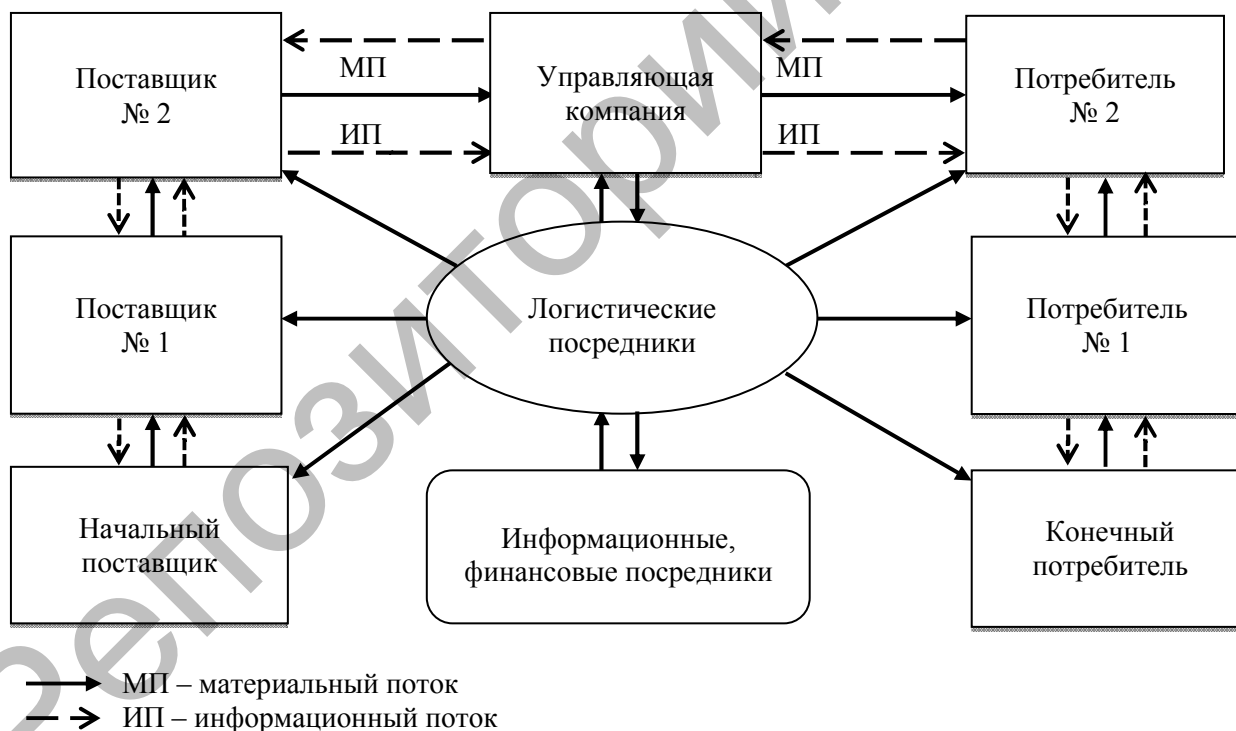 Поставщик
№ 2
МП
ИП
Управляющая
компания
МП
ИП
Потребитель
№ 2
Поставщик
№ 1
Логистические
посредники
Потребитель
№ 1
Начальный
поставщик
Информационные,
финансовые посредники
Конечный
потребитель
МП – материальный поток
ИП – информационный поток